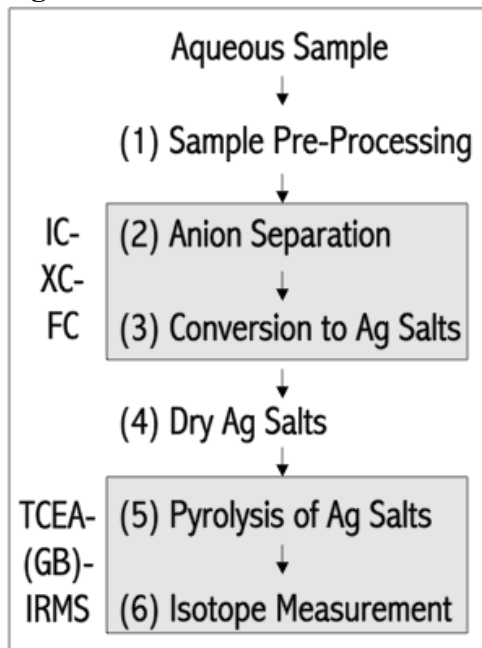 Aqueous Sample
(1) Sample Pre-Processing
IC-
XC-
FC
(2) Anion Separation
(3) Conversion to Ag Salts
(4) Dry Ag Salts
TCEA-
(GB)-
IRMS
(5) Pyrolysis of Ag Salts
(6) Isotope Measurement